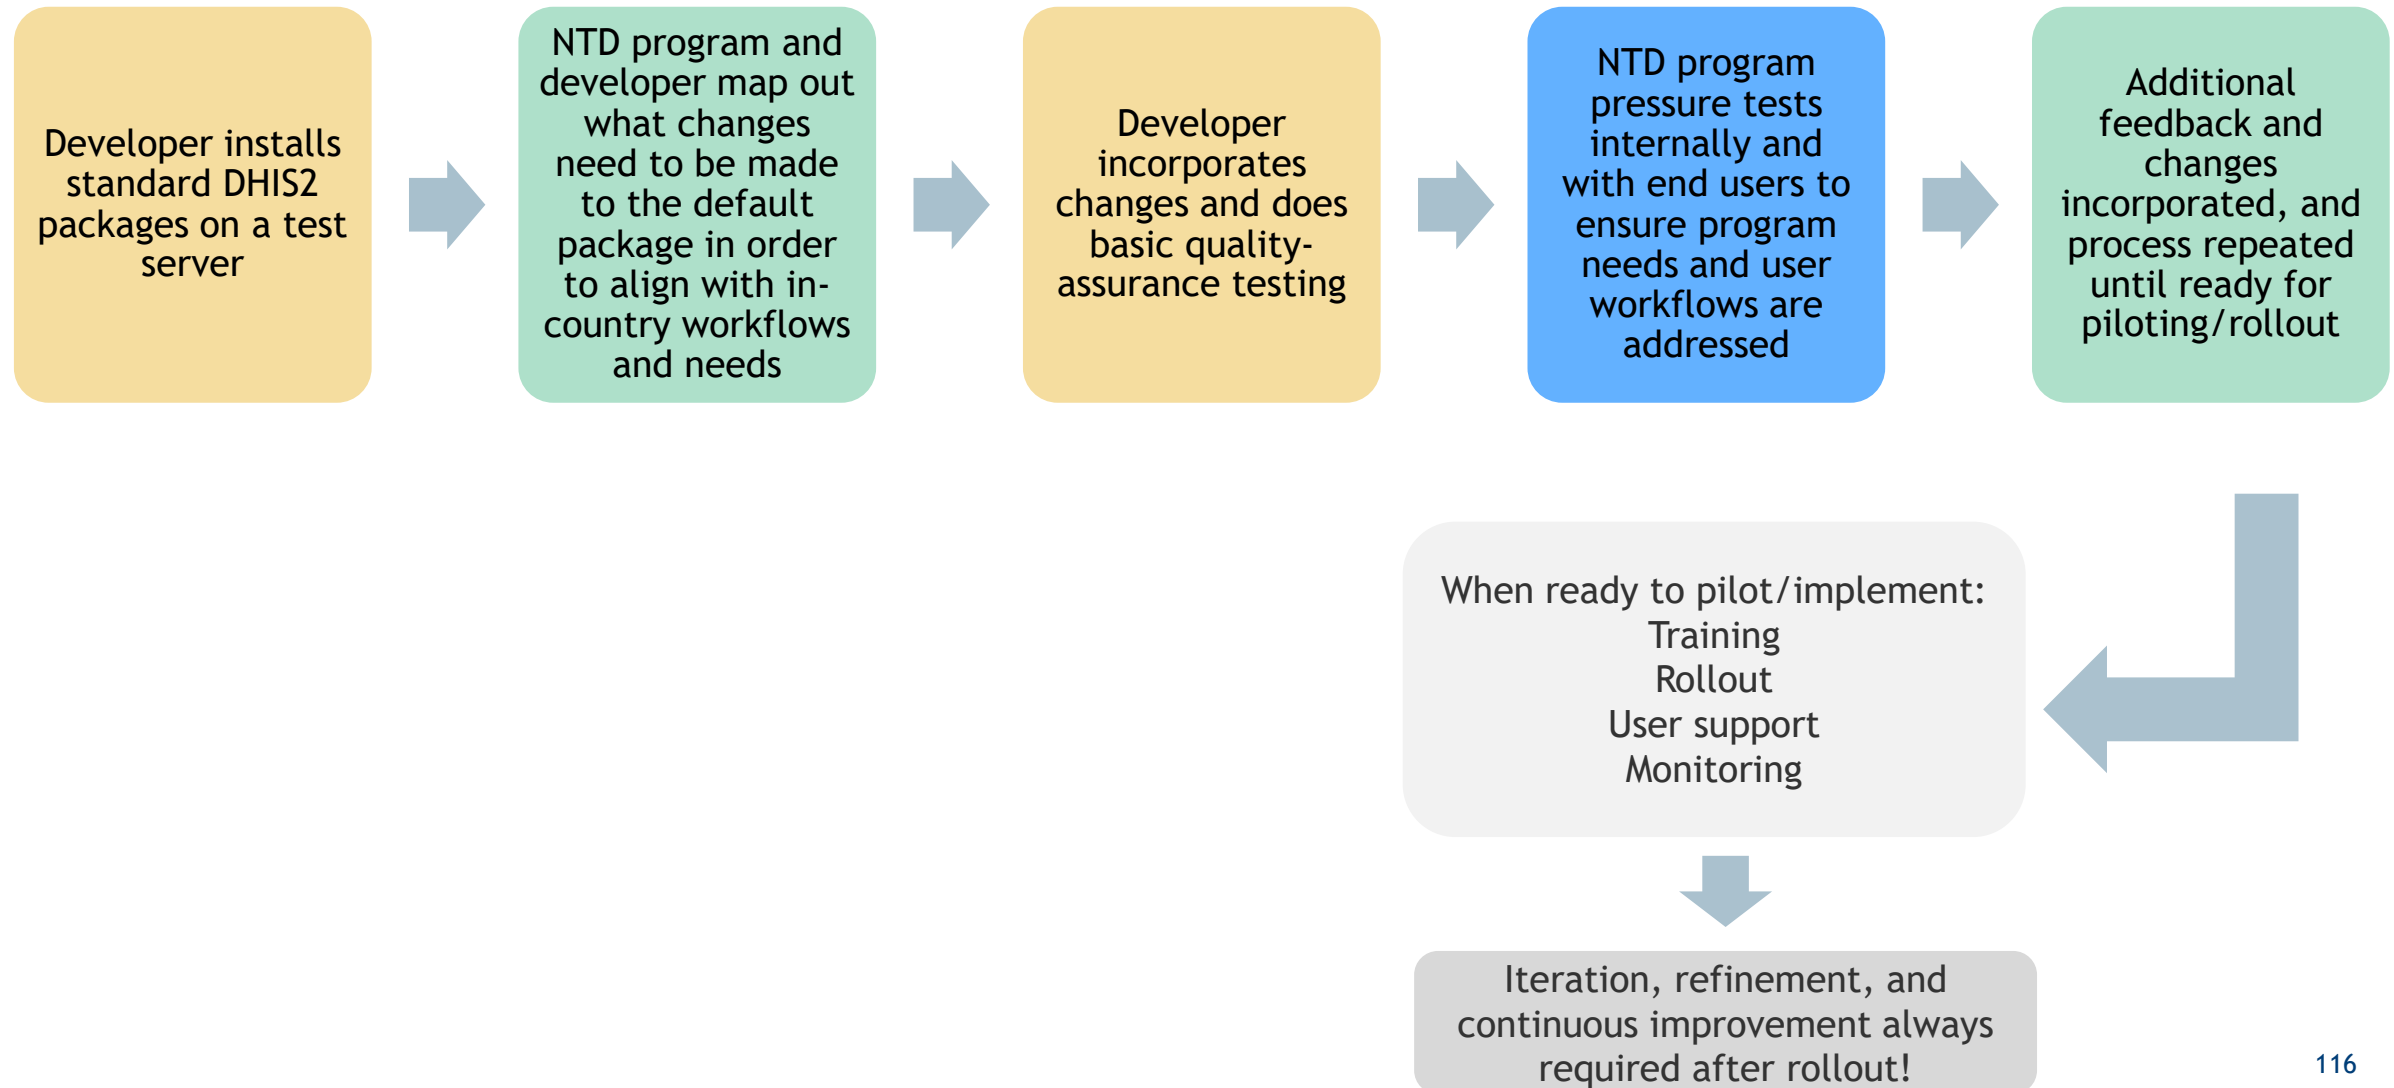 Developer installs
standard DHIS2
packages on a test
server
NTD program and
developer map out
what changes
need to be made
to the default
package in order
to align with in-
country workflows
and needs
Developer
incorporates
changes and does
basic quality-
assurance testing
NTD program
pressure tests
internally and
with end users to
ensure program
needs and user
workflows are
addressed
Additional
feedback and
changes
incorporated, and
process repeated
until ready for
piloting/rollout
When ready to pilot/implement:
Training
Rollout
User support
Monitoring
Iteration, refinement, and
continuous improvement always
required after rollout!
116